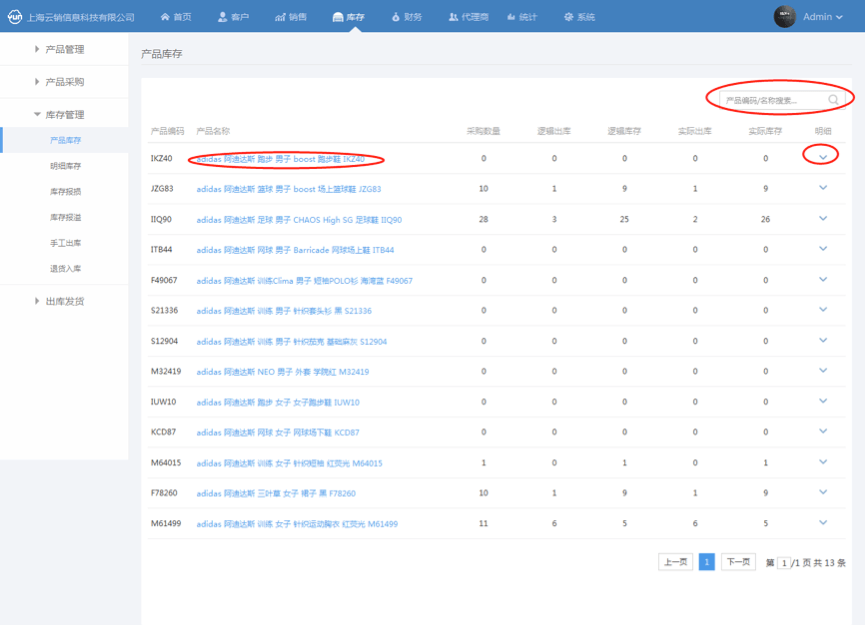 yun 上海云销信息科技有限公司 首页 客户 销售 库存 财务 代理商 统计 系统 Admin
产品管理
产品采购
库存管理
产品库存
明细库存
库存报损
库存报溢
手工出库
退货入库
出库发货
产品库存
产品编码/名称搜索...
产品编码 产品名称 采购数量 逻辑出库 逻辑库存 实际出库 实际库存 明细
IKZ40 adidas 阿迪达斯 跑步 男子 boost 跑步鞋 IKZ40 0 0 0 0 0
JZG83 adidas 阿迪达斯 篮球 男子 boost 场上篮球鞋 JZG83 10 1 9 1 9
IIQ90 adidas 阿迪达斯 足球 男子 CHAOS High SG 足球鞋 IIQ90 28 3 25 2 26
ITB44 adidas 阿迪达斯 网球 男子 Barricade 网球场上鞋 ITB44 0 0 0 0 0
F49067 adidas 阿迪达斯 训练Clima 男子 短袖POLO衫 海湾蓝 F49067 0 0 0 0 0
S21336 adidas 阿迪达斯 训练 男子 针织套头衫 黑 S21336 0 0 0 0 0
S12904 adidas 阿迪达斯 训练 男子 针织茄克 基础麻灰 S12904 0 0 0 0 0
M32419 adidas 阿迪达斯 NEO 男子 外套 学院红 M32419 0 0 0 0 0
IUW10 adidas 阿迪达斯 跑步 女子 女子跑步鞋 IUW10 0 0 0 0 0
KCD87 adidas 阿迪达斯 网球 女子 网球场下鞋 KCD87 0 0 0 0 0
M64015 adidas 阿迪达斯 训练 女子 针织短袖 红荧光 M64015 1 0 1 0 1
F78260 adidas 阿迪达斯 三叶草 女子 裙子 黑 F78260 10 1 9 1 9
M61499 adidas 阿迪达斯 训练 女子 针织运动胸衣 红荧光 M61499 11 6 5 6 5
上一页 1 下一页 第 1 /1 页 共 13 条